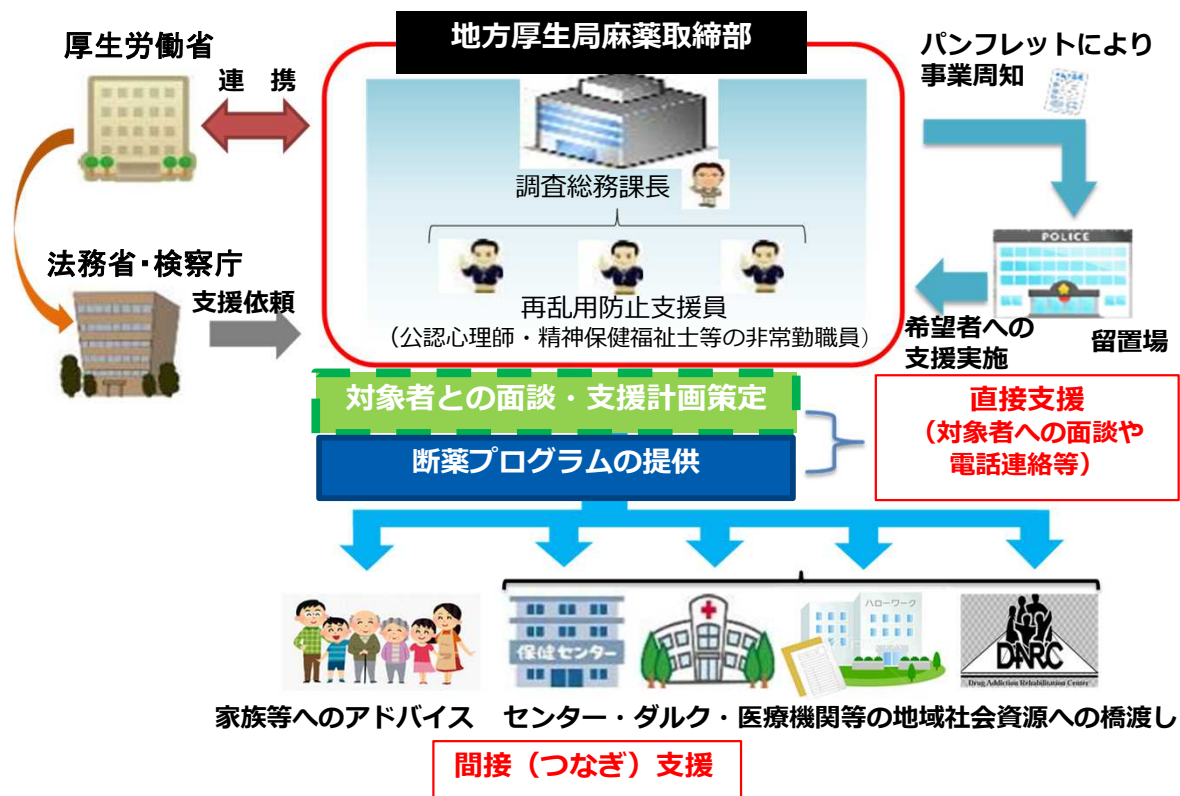 地方厚生局麻薬取締部
厚生労働省
連 携
パンフレットにより
事業周知
調査総務課長
POLICE
法務省・検察庁
支援依頼
再乱用防止支援員
（公認心理師・精神保健福祉士等の非常勤職員）
希望者への
支援実施
留置場
対象者との面談・支援計画策定
断薬プログラムの提供
直接支援
（対象者への面談や
電話連絡等）
保健センター
ハローワーク
DARC
Drug Addiction Rehabilitation Center
家族等へのアドバイス
センター・ダルク・医療機関等の地域社会資源への橋渡し
間接（つなぎ）支援